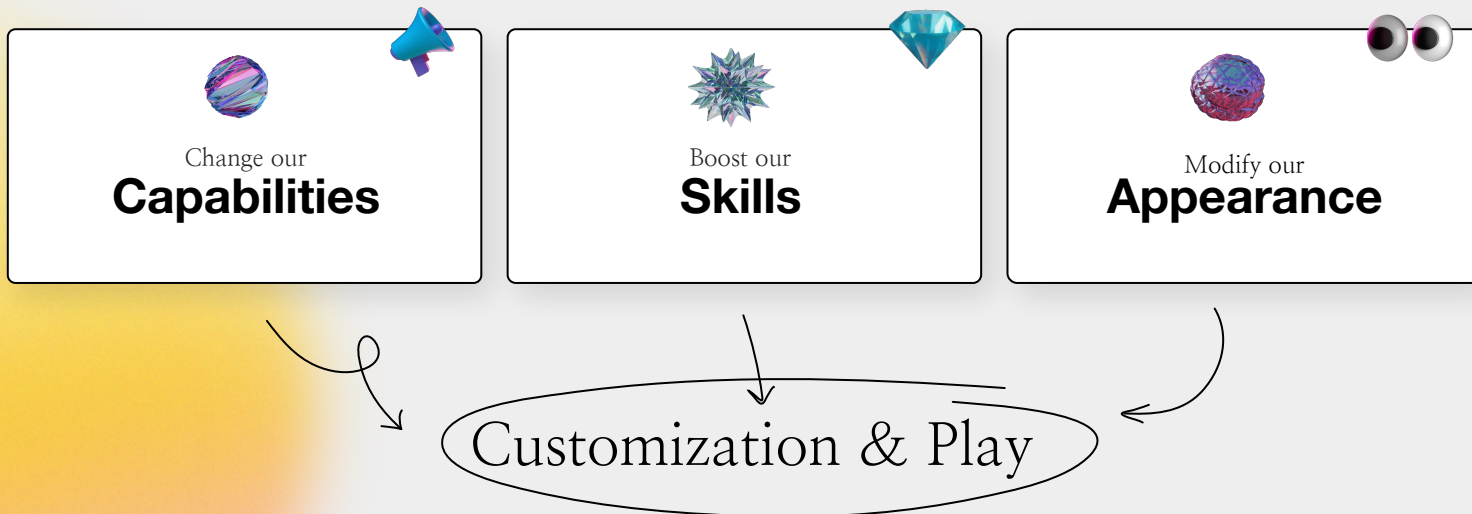 Change our
Capabilities
Boost our
Skills
Modify our
Appearance
Customization & Play